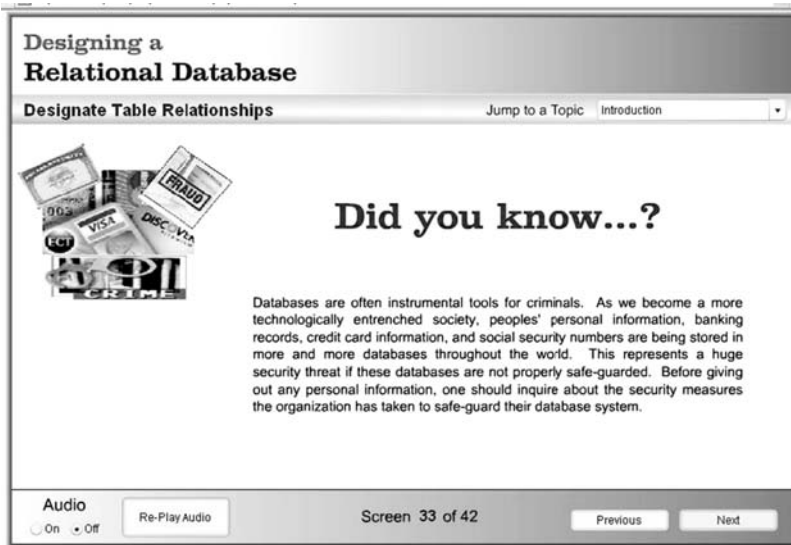 Designing a
Relational Database
Designate Table Relationships
Jump to a Topic Introduction
FRAUD
003
VISA
DISCOVER
ECT
CRIME
Did you know...?
Databases are often instrumental tools for criminals. As we become a more
technologically entrenched society, peoples' personal information, banking
records, credit card information, and social security numbers are being stored in
more and more databases throughout the world. This represents a huge
security threat if these databases are not properly safe-guarded. Before giving
out any personal information, one should inquire about the security measures
the organization has taken to safe-guard their database system.
Audio
On Off
Re-Play Audio
Screen 33 of 42
Previous
Next